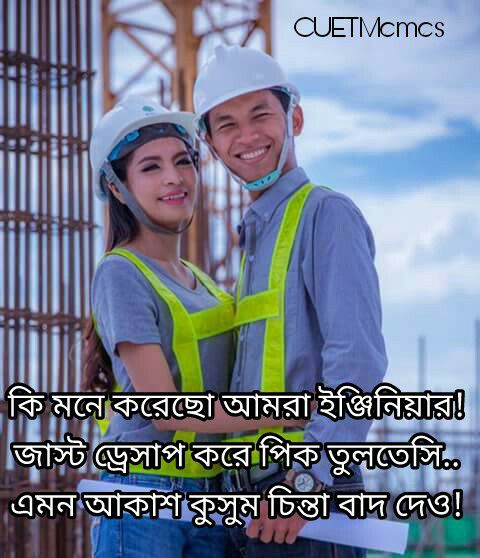 CUETMemes
কি মনে করেছো আমরা ইঞ্জিনিয়ার!
জাস্ট ড্রেসাপ করে পিক তুলতেসি..
এমন আকাশ কুসুম চিন্তা বাদ দেও!